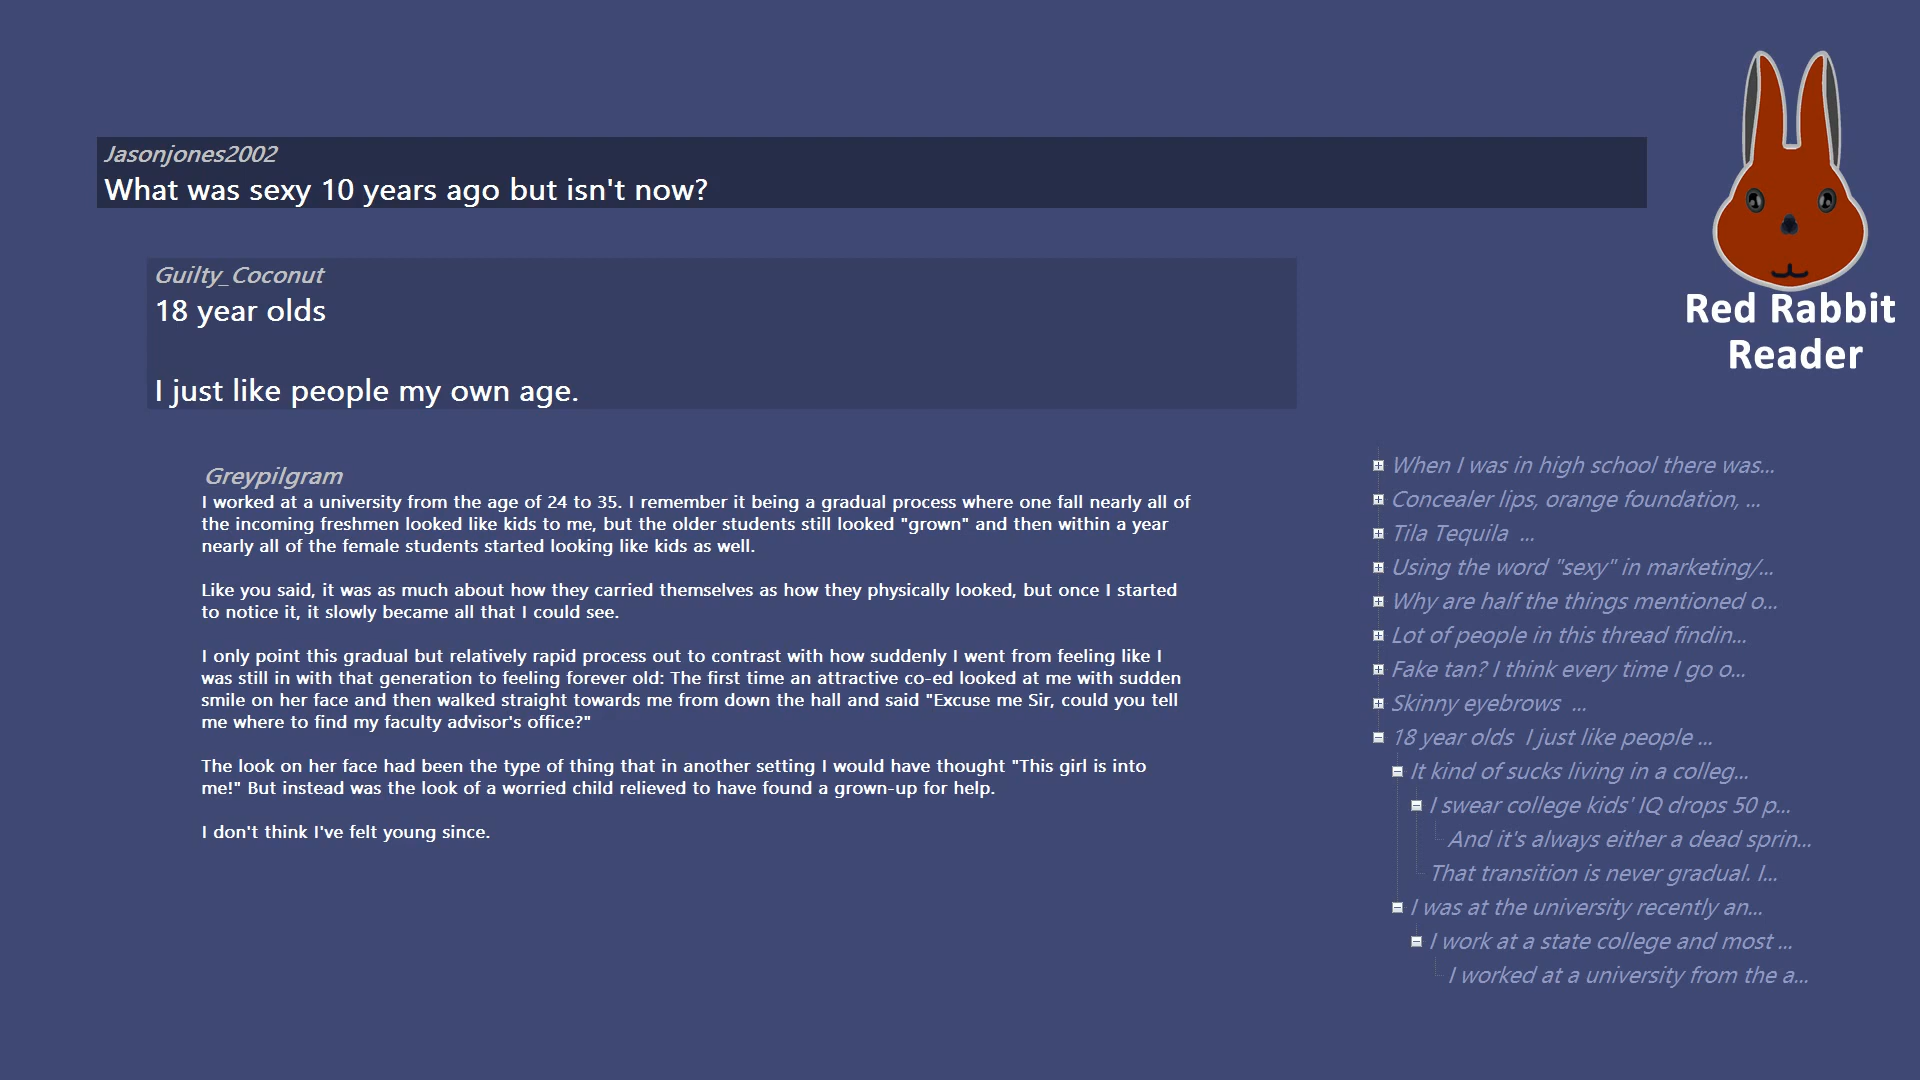 Jasonjones2002
What was sexy 10 years ago but isn't now?
Guilty_Coconut
18 year olds
I just like people my own age.
Greypilgram
I worked at a university from the age of 24 to 35. I remember it being a gradual process where one fall nearly all of
the incoming freshmen looked like kids to me, but the older students still looked "grown" and then within a year
nearly all of the female students started looking like kids as well.
Like you said, it was as much about how they carried themselves as how they physically looked, but once I started
to notice it, it slowly became all that I could see.
I only point this gradual but relatively rapid process out to contrast with how suddenly I went from feeling like I
was still in with that generation to feeling forever old: The first time an attractive co-ed looked at me with sudden
smile on her face and then walked straight towards me from down the hall and said "Excuse me Sir, could you tell
me where to find my faculty advisor's office?"
The look on her face had been the type of thing that in another setting I would have thought "This girl is into
me!" But instead was the look of a worried child relieved to have found a grown-up for help.
I don't think I've felt young since.
Red Rabbit
Reader
When I was in high school there was...
Concealer lips, orange foundation, ...
Tila Tequila ...
Using the word "sexy" in marketing/...
Why are half the things mentioned o...
Lot of people in this thread findin...
Fake tan? I think every time I go o...
Skinny eyebrows ...
18 year olds I just like people ...
It kind of sucks living in a colleg...
I swear college kids' IQ drops 50 p...
And it's always either a dead sprin...
That transition is never gradual. I...
I was at the university recently an...
I work at a state college and most ...
I worked at a university from the a...